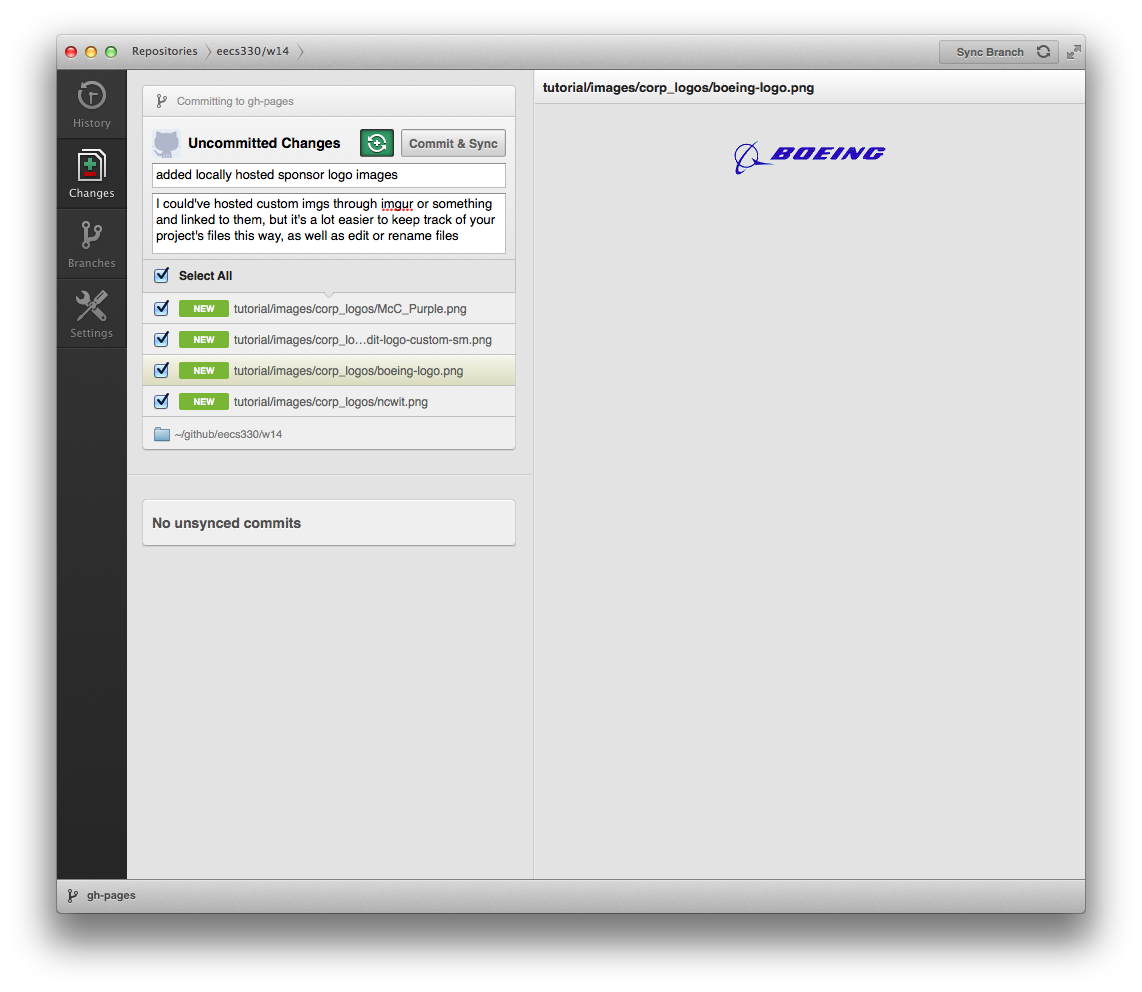 Repositories
eecs330/w14
Sync Branch
History
Changes
Branches
Settings
Committing to gh-pages
Uncommitted Changes
Commit & Sync
added locally hosted sponsor logo images
I could've hosted custom imgs through imgur or something
and linked to them, but it's a lot easier to keep track of your
project's files this way, as well as edit or rename files
Select All
NEW tutorial/images/corp_logos/McC_Purple.png
NEW tutorial/images/corp_lo…dit-logo-custom-sm.png
NEW tutorial/images/corp_logos/boeing-logo.png
NEW tutorial/images/corp_logos/ncwit.png
~/github/eecs330/w14
No unsynced commits
tutorial/images/corp_logos/boeing-logo.png
BOEING
gh-pages